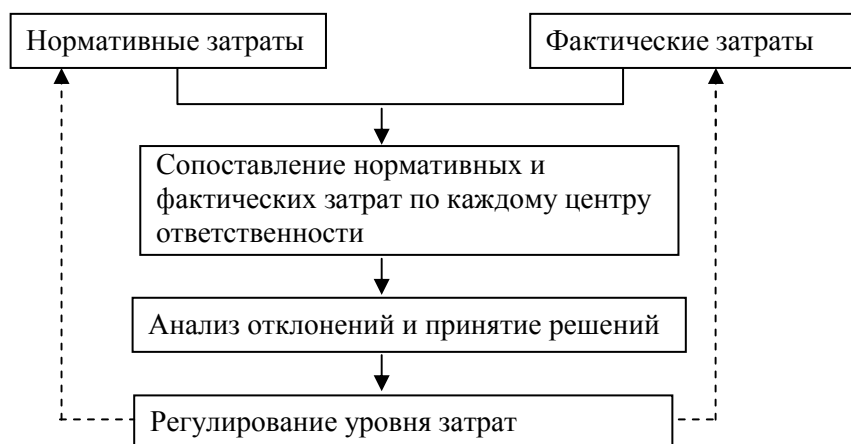 Нормативные затраты
Фактические затраты
Сопоставление нормативных и
фактических затрат по каждому центру
ответственности
Анализ отклонений и принятие решений
Регулирование уровня затрат